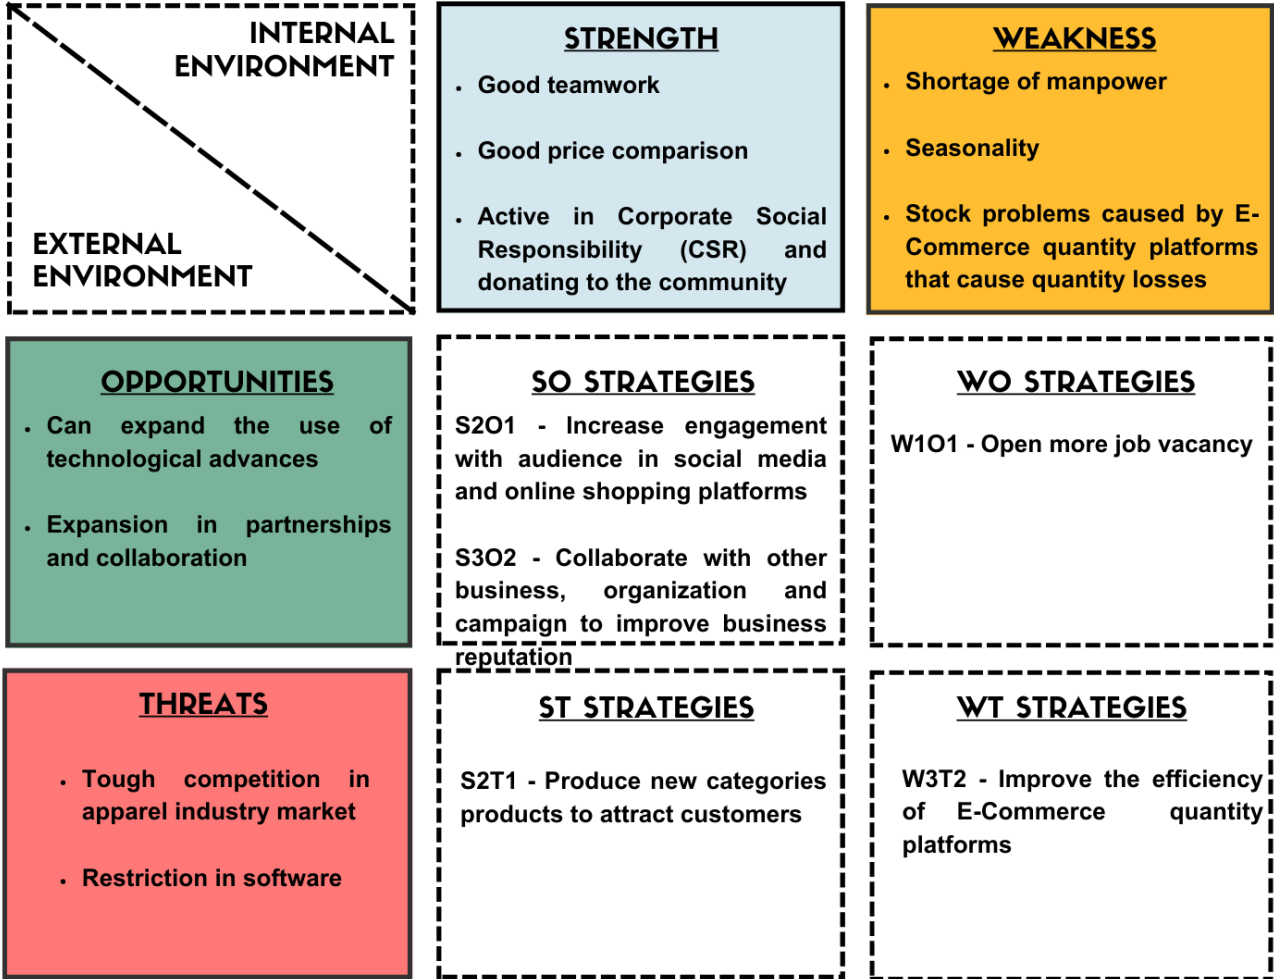 INTERNAL
ENVIRONMENT
EXTERNAL
ENVIRONMENT
STRENGTH
• Good teamwork
• Good price comparison
• Active in Corporate Social
Responsibility (CSR) and
donating to the community
WEAKNESS
• Shortage of manpower
• Seasonality
• Stock problems caused by E-
Commerce quantity platforms
that cause quantity losses
OPPORTUNITIES
• Can expand the use of
technological advances
• Expansion in partnerships
and collaboration
SO STRATEGIES
S2O1 - Increase engagement
with audience in social media
and online shopping platforms
S3O2 - Collaborate with other
business, organization and
campaign to improve business
reputation
WO STRATEGIES
W1O1 - Open more job vacancy
THREATS
• Tough competition in
apparel industry market
• Restriction in software
ST STRATEGIES
S2T1 - Produce new categories
products to attract customers
WT STRATEGIES
W3T2 - Improve the efficiency
of E-Commerce quantity
platforms